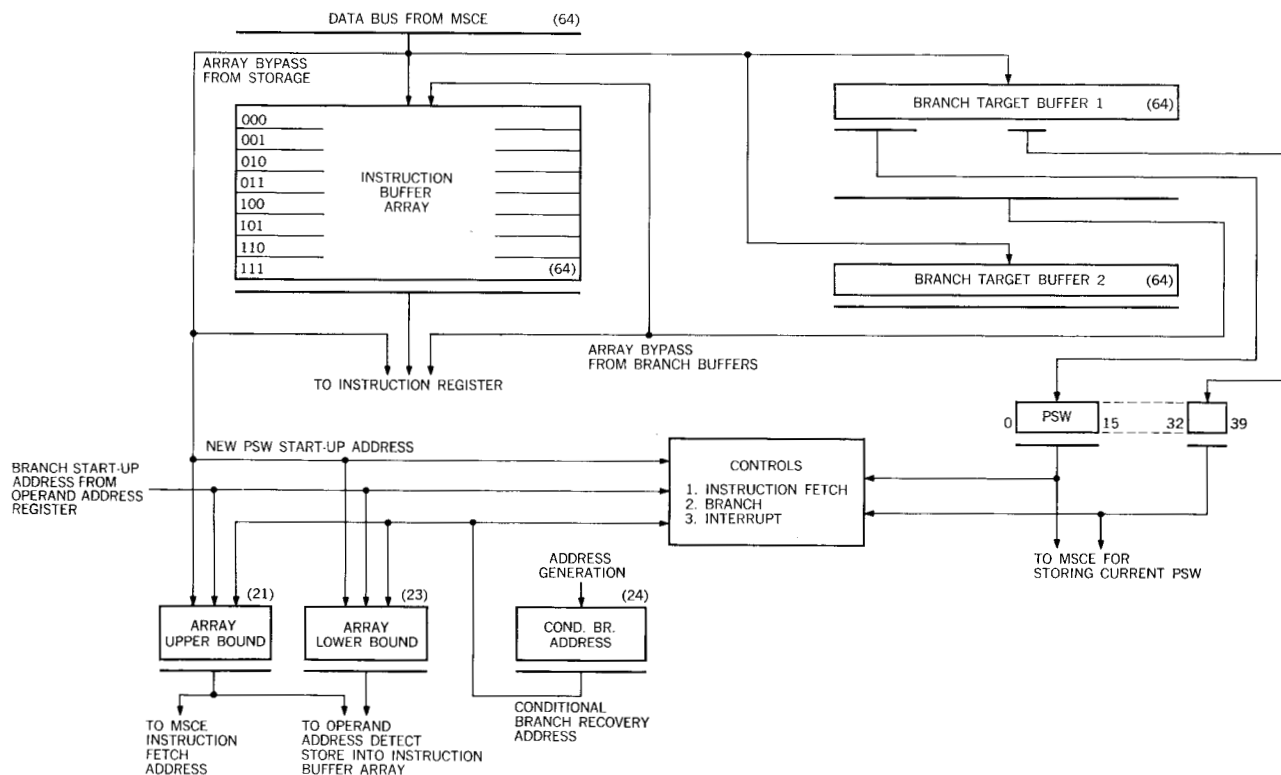 DATA BUS FROM MSCE (64)
ARRAY BYPASS
FROM STORAGE
000
001
010
011
100
101
110
111
INSTRUCTION
BUFFER
ARRAY
(64)
BRANCH TARGET BUFFER 1 (64)
BRANCH TARGET BUFFER 2 (64)
ARRAY BYPASS
FROM BRANCH BUFFERS
TO INSTRUCTION REGISTER
0 PSW 15 32 39
NEW PSW START-UP ADDRESS
BRANCH START-UP
ADDRESS FROM
OPERAND ADDRESS
REGISTER
CONTROLS
1. INSTRUCTION FETCH
2. BRANCH
3. INTERRUPT
TO MSCE FOR
STORING CURRENT PSW
ADDRESS
GENERATION
(21)
ARRAY
UPPER BOUND
(23)
ARRAY
LOWER BOUND
(24)
COND. BR.
ADDRESS
CONDITIONAL
BRANCH RECOVERY
ADDRESS
TO MSCE
INSTRUCTION
FETCH
ADDRESS
TO OPERAND
ADDRESS DETECT
STORE INTO INSTRUCTION
BUFFER ARRAY